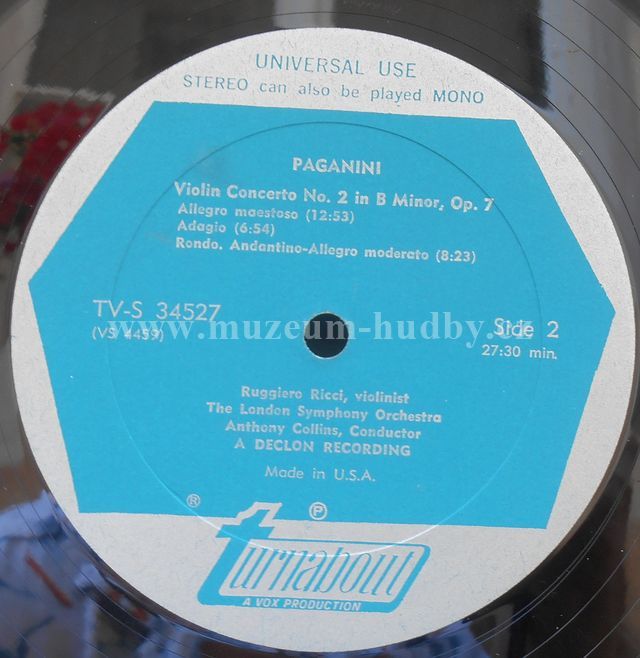 UNIVERSAL USE
STEREO can also be played MONO
PAGANINI
Violin Concerto No. 2 in B Minor, Op. 7
Allegro maestoso (12:53)
Adagio (6:54)
Rondo. Andantino-Allegro moderato (8:23)
TV-S 34527
(VS 4459)
Side 2
27:30 min.
www.muzeum-hudby.cz
Ruggiero Ricci, violinist
The London Symphony Orchestra
Anthony Collins, Conductor
A DECLON RECORDING
Made in U.S.A.
® ℗
turnabout
A VOX PRODUCTION